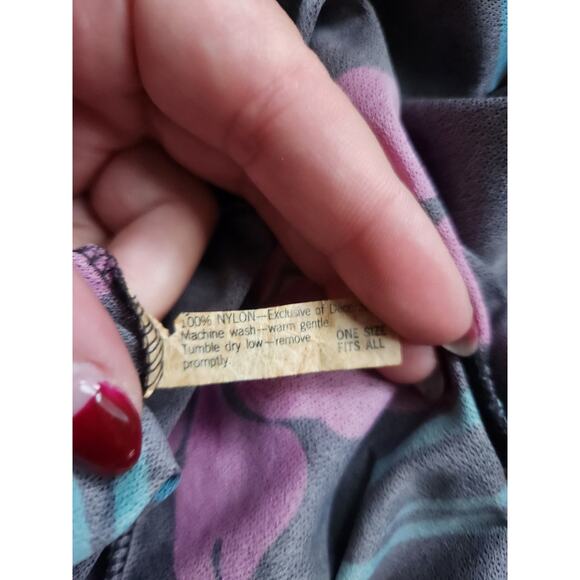 100% NYLON—Exclusive of
Machine wash—warm gentle.
Tumble dry low—remove
promptly.
ONE SIZE
FITS ALL